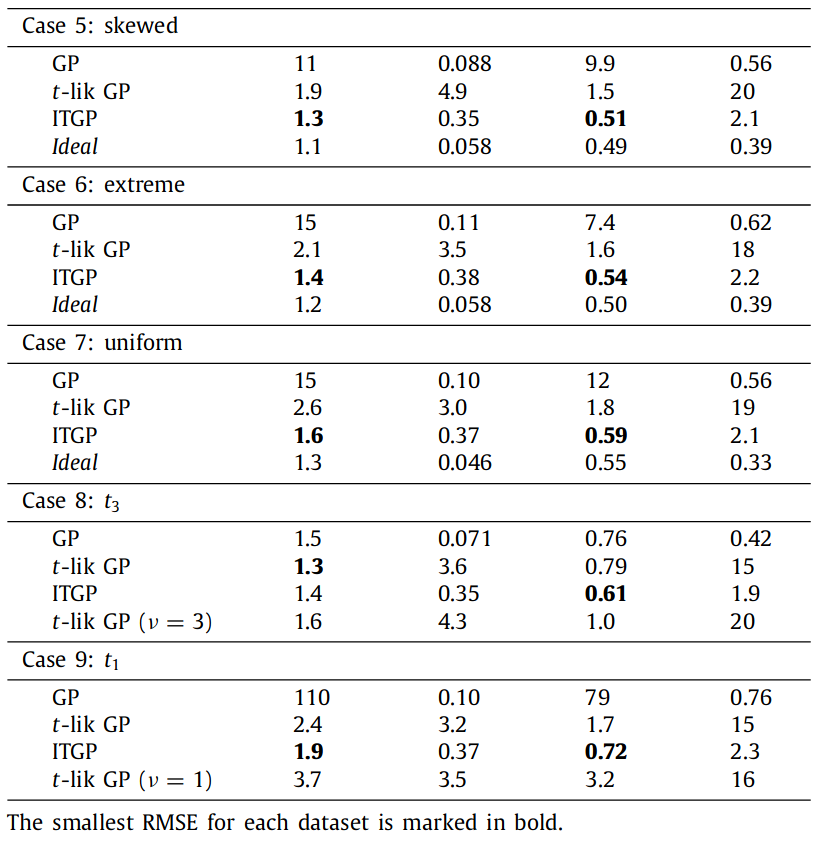 Case 5: skewed
GP 11 0.088 9.9 0.56
t-lik GP 1.9 4.9 1.5 20
ITGP 1.3 0.35 0.51 2.1
Ideal 1.1 0.058 0.49 0.39
Case 6: extreme
GP 15 0.11 7.4 0.62
t-lik GP 2.1 3.5 1.6 18
ITGP 1.4 0.38 0.54 2.2
Ideal 1.2 0.058 0.50 0.39
Case 7: uniform
GP 15 0.10 12 0.56
t-lik GP 2.6 3.0 1.8 19
ITGP 1.6 0.37 0.59 2.1
Ideal 1.3 0.046 0.55 0.33
Case 8: t₃
GP 1.5 0.071 0.76 0.42
t-lik GP 1.3 3.6 0.79 15
ITGP 1.4 0.35 0.61 1.9
t-lik GP (ν = 3) 1.6 4.3 1.0 20
Case 9: t₁
GP 110 0.10 79 0.76
t-lik GP 2.4 3.2 1.7 15
ITGP 1.9 0.37 0.72 2.3
t-lik GP (ν = 1) 3.7 3.5 3.2 16
The smallest RMSE for each dataset is marked in bold.